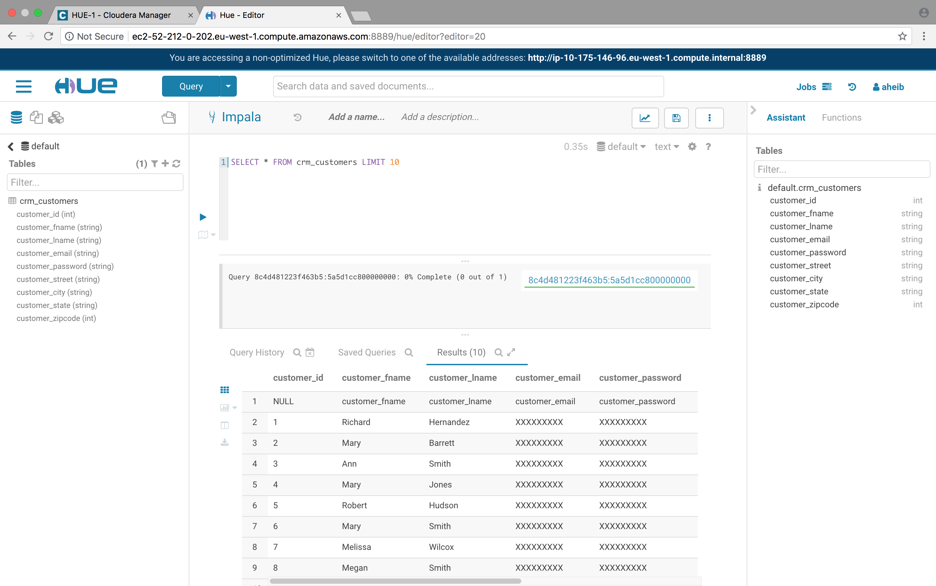 HUE-1 - Cloudera Manager
Hue - Editor
Not Secure ec2-52-212-0-202.eu-west-1.compute.amazonaws.com:8889/hue/editor?editor=20
You are accessing a non-optimized Hue, please switch to one of the available addresses: http://ip-10-175-146-96.eu-west-1.compute.internal:8889
HUE
Query
Search data and saved documents...
Jobs
aheib
Impala
Add a name...
Add a description...
Assistant
Functions
default
Tables
(1)
Filter...
crm_customers
customer_id (int)
customer_fname (string)
customer_lname (string)
customer_email (string)
customer_password (string)
customer_street (string)
customer_city (string)
customer_state (string)
customer_zipcode (int)
0.35s
default
text
?
1 SELECT * FROM crm_customers LIMIT 10
Query 8c4d481223f463b5:5a5d1cc800000000: 0% Complete (0 out of 1)
8c4d481223f463b5:5a5d1cc800000000
Query History
Saved Queries
Results (10)
customer_id customer_fname customer_lname customer_email customer_password
1 NULL customer_fname customer_lname customer_email customer_password
2 1 Richard Hernandez XXXXXXXXX XXXXXXXXX
3 2 Mary Barrett XXXXXXXXX XXXXXXXXX
4 3 Ann Smith XXXXXXXXX XXXXXXXXX
5 4 Mary Jones XXXXXXXXX XXXXXXXXX
6 5 Robert Hudson XXXXXXXXX XXXXXXXXX
7 6 Mary Smith XXXXXXXXX XXXXXXXXX
8 7 Melissa Wilcox XXXXXXXXX XXXXXXXXX
9 8 Megan Smith XXXXXXXXX XXXXXXXXX
Tables
Filter...
default.crm_customers
customer_id int
customer_fname string
customer_lname string
customer_email string
customer_password string
customer_street string
customer_city string
customer_state string
customer_zipcode int